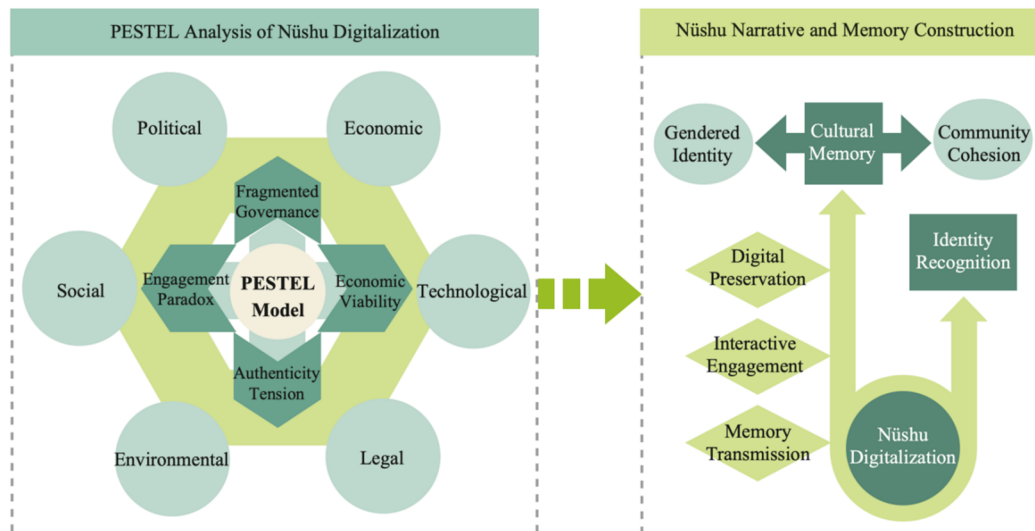 PESTEL Analysis of Nüshu Digitalization
Political
Economic
Fragmented
Governance
Social
Engagement
Paradox
PESTEL
Model
Economic
Viability
Technological
Authenticity
Tension
Environmental
Legal
Nüshu Narrative and Memory Construction
Gendered
Identity
Cultural
Memory
Community
Cohesion
Digital
Preservation
Identity
Recognition
Interactive
Engagement
Memory
Transmission
Nüshu
Digitalization